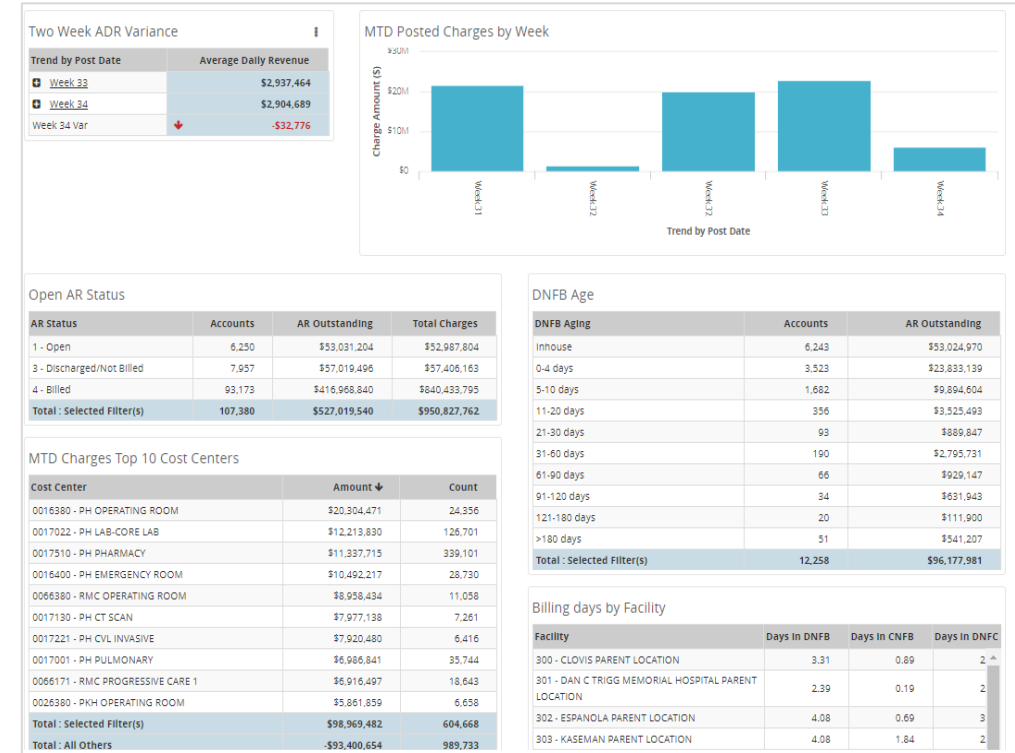 Two Week ADR Variance
Trend by Post Date Average Daily Revenue
Week 33 $2,937,464
Week 34 $2,904,689
Week 34 Var -$32,776
MTD Posted Charges by Week
Charge Amount ($)
$30M
$20M
$10M
$0
Week 31
Week 32
Week 32
Week 33
Week 34
Trend by Post Date
Open AR Status
AR Status Accounts AR Outstanding Total Charges
1 - Open 6,250 $53,031,204 $52,987,804
3 - Discharged/Not Billed 7,957 $57,019,496 $57,406,163
4 - Billed 93,173 $416,968,840 $840,433,795
Total : Selected Filter(s) 107,380 $527,019,540 $950,827,762
MTD Charges Top 10 Cost Centers
Cost Center Amount Count
0016380 - PH OPERATING ROOM $20,304,471 24,356
0017022 - PH LAB-CORE LAB $12,213,830 126,701
0017510 - PH PHARMACY $11,337,715 339,101
0016400 - PH EMERGENCY ROOM $10,492,217 28,730
0066380 - RMC OPERATING ROOM $8,958,434 11,058
0017130 - PH CT SCAN $7,977,138 7,261
0017221 - PH CVL INVASIVE $7,920,480 6,416
0017001 - PH PULMONARY $6,986,841 35,744
0066171 - RMC PROGRESSIVE CARE 1 $6,916,497 18,643
0026380 - PKH OPERATING ROOM $5,861,859 6,658
Total : Selected Filter(s) $98,969,482 604,668
Total : All Others -$93,400,654 989,733
DNFB Age
DNFB Aging Accounts AR Outstanding
Inhouse 6,243 $53,024,970
0-4 days 3,523 $23,833,139
5-10 days 1,682 $9,894,604
11-20 days 356 $3,525,493
21-30 days 93 $889,847
31-60 days 190 $2,795,731
61-90 days 66 $929,147
91-120 days 34 $631,943
121-180 days 20 $111,900
>180 days 51 $541,207
Total : Selected Filter(s) 12,258 $96,177,981
Billing days by Facility
Facility Days in DNFB Days in CNFB Days in DNFC
300 - CLOVIS PARENT LOCATION 3.31 0.89 2
301 - DAN C TRIGG MEMORIAL HOSPITAL PARENT
LOCATION 2.39 0.19 2
302 - ESPANOLA PARENT LOCATION 4.08 0.69 3
303 - KASEMAN PARENT LOCATION 4.08 1.84 2